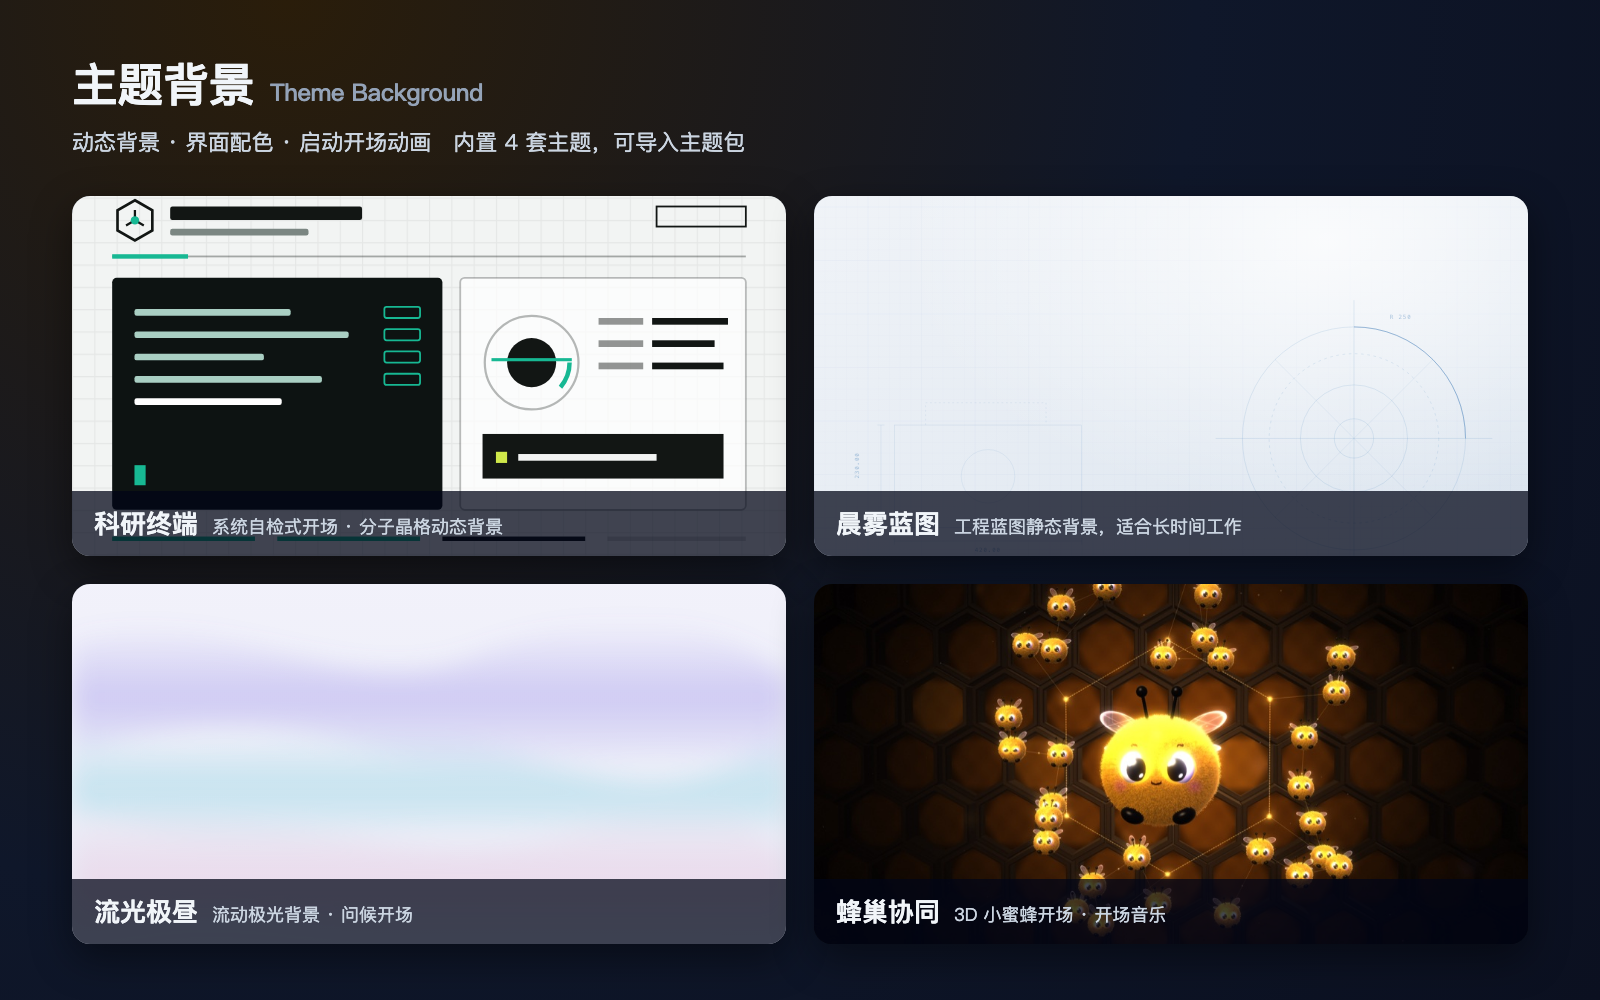 主题背景 Theme Background
动态背景 · 界面配色 · 启动开场动画 内置 4 套主题，可导入主题包
科研终端 系统自检式开场 · 分子晶格动态背景
R 250
晨雾蓝图 工程蓝图静态背景，适合长时间工作
流光极昼 流动极光背景 · 问候开场
蜂巢协同 3D 小蜜蜂开场 · 开场音乐